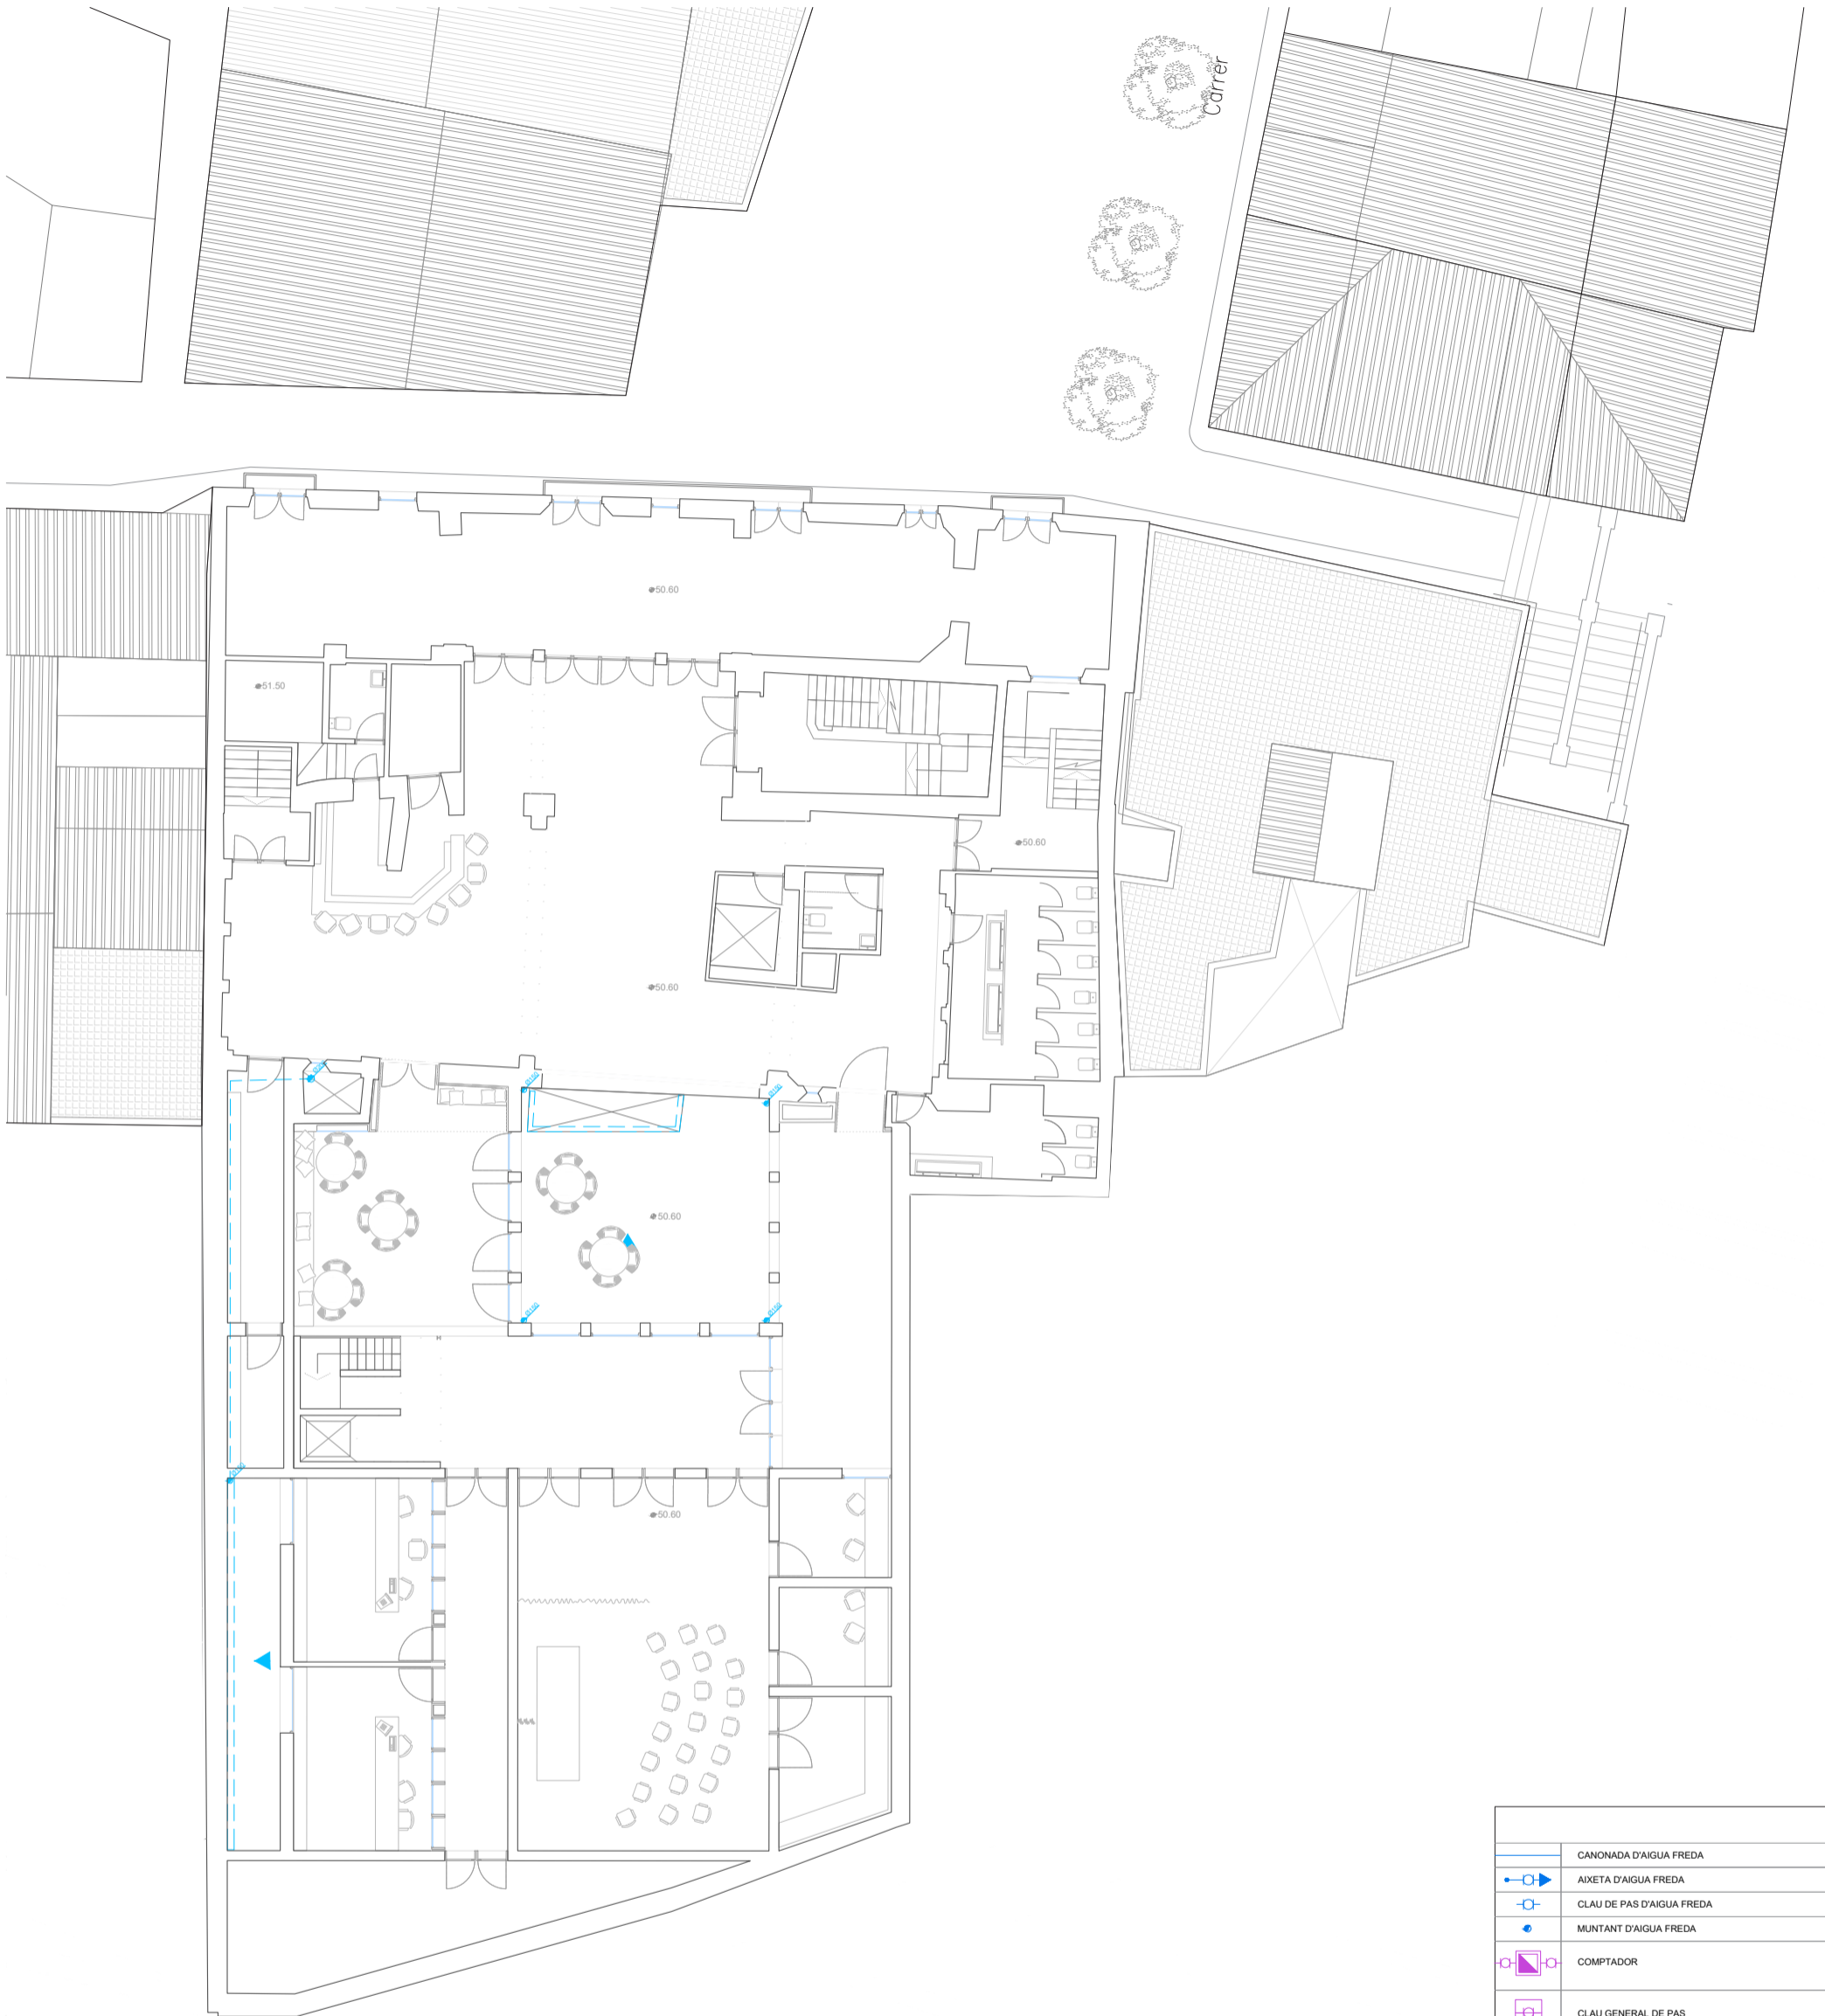 Carrer
50.60
51.50
50.60
50.60
50.60
50.60
CANONADA D'AIGUA FREDA
AIXETA D'AIGUA FREDA
CLAU DE PAS D'AIGUA FREDA
MUNTANT D'AIGUA FREDA
COMPTADOR
CLAU GENERAL DE PAS